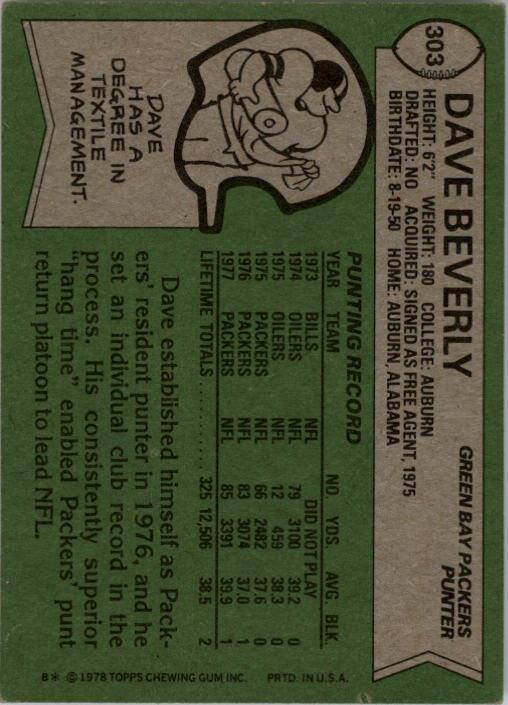 303
DAVE BEVERLY
GREEN BAY PACKERS
PUNTER
HEIGHT: 6'2" WEIGHT: 180 COLLEGE: AUBURN
DRAFTED: NO ACQUIRED: SIGNED AS FREE AGENT, 1975
BIRTHDATE: 8-19-50 HOME: AUBURN, ALABAMA
PUNTING RECORD
YEAR TEAM NO. YDS. AVG. BLK.
1973 BILLS NFL DID NOT PLAY
1974 OILERS NFL 79 3100 39.2 0
1975 OILERS NFL 12 459 38.3 0
1975 PACKERS NFL 66 2482 37.6 0
1976 PACKERS NFL 83 3074 37.0 1
1977 PACKERS NFL 85 3391 39.9 1
LIFETIME TOTALS .......... 325 12,506 38.5 2
DAVE
HAS A
DEGREE IN
TEXTILE
MANAGEMENT.
Dave established himself as Pack-
ers' resident punter in 1976, and he
set an individual club record in the
process. His consistently superior
"hang time" enabled Packers' punt
return platoon to lead NFL.
8* © 1978 TOPPS CHEWING GUM INC. PRTD. IN U.S.A.